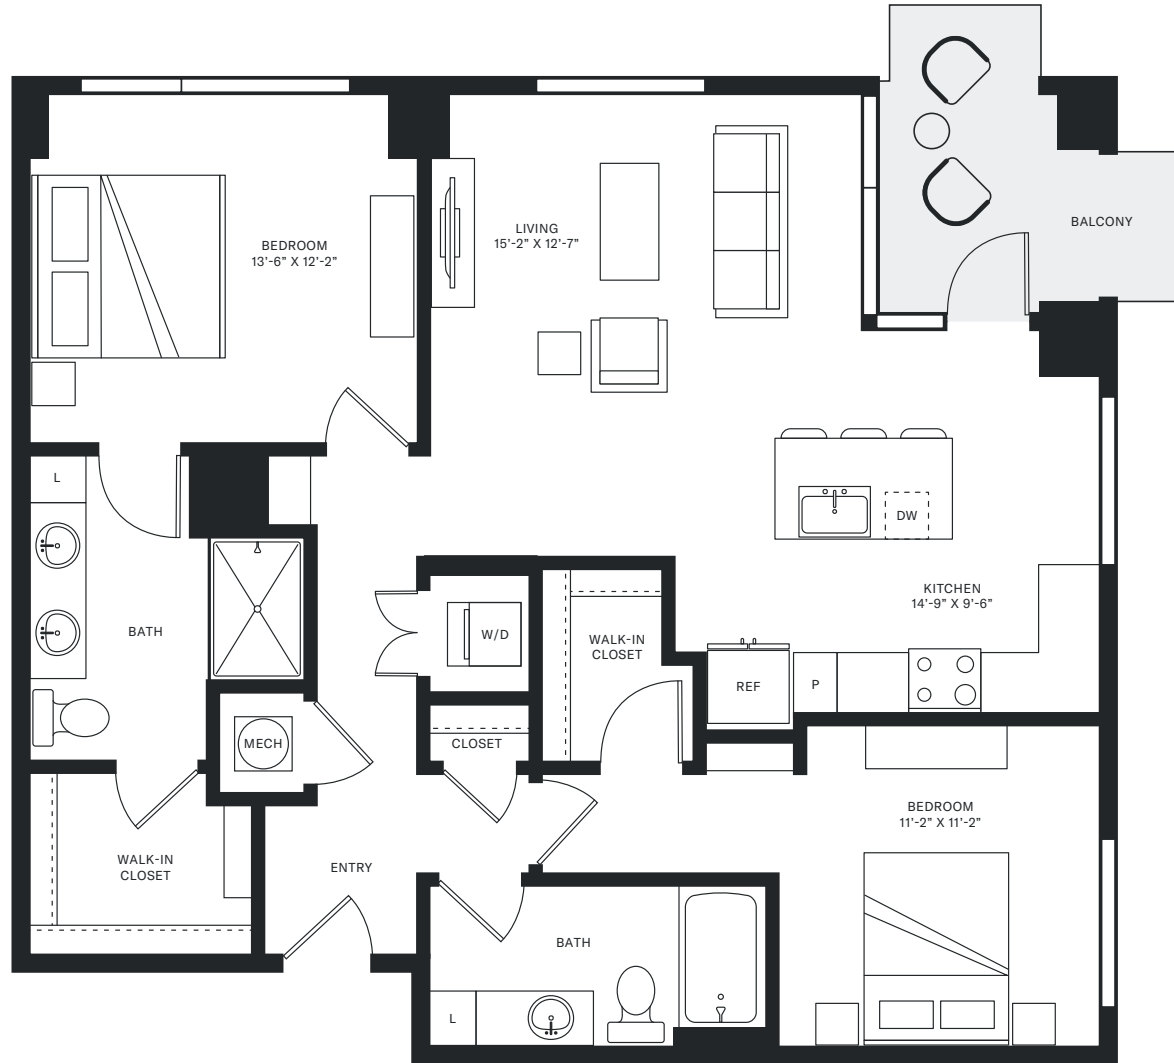 BALCONY
LIVING
15'-2" X 12'-7"
BEDROOM
13'-6" X 12'-2"
L
DW
KITCHEN
14'-9" X 9'-6"
BATH
W/D
WALK-IN
CLOSET
REF
P
MECH
CLOSET
BEDROOM
11'-2" X 11'-2"
WALK-IN
CLOSET
ENTRY
BATH
L